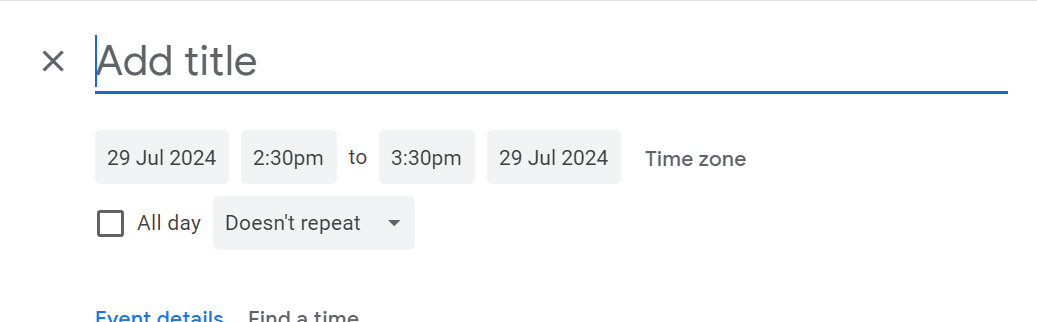 Add title
29 Jul 2024 2:30pm to 3:30pm 29 Jul 2024 Time zone
All day Doesn't repeat
Event details Find a time